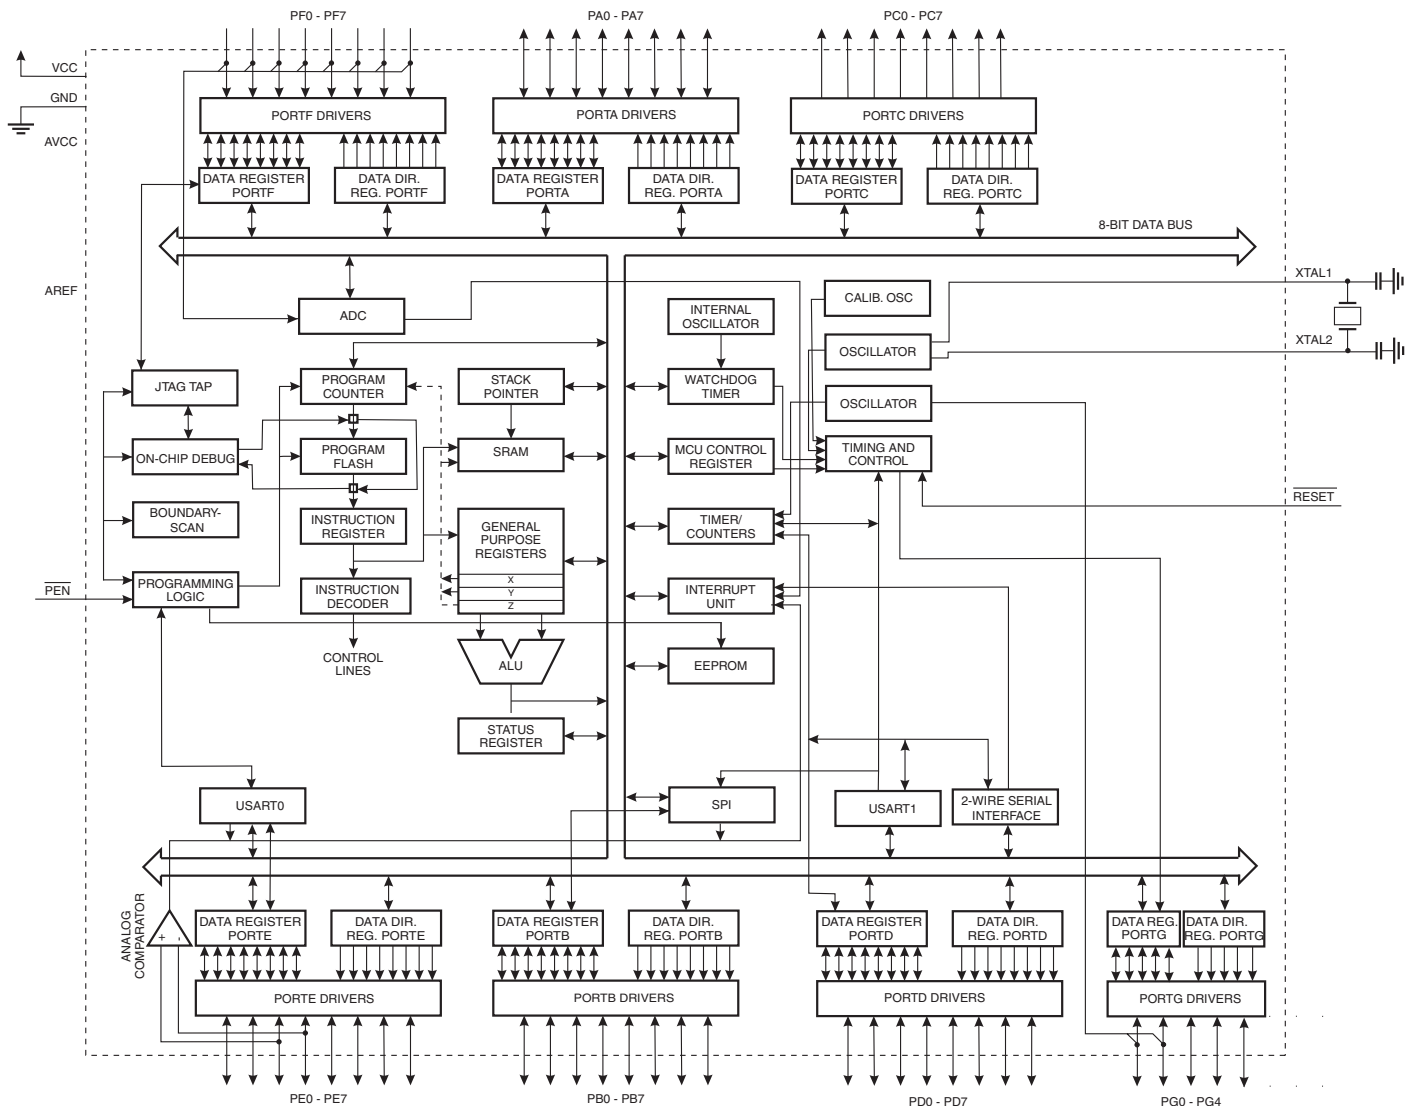 PF0 - PF7
PA0 - PA7
PC0 - PC7
VCC
GND
AVCC
PORTF DRIVERS
PORTA DRIVERS
PORTC DRIVERS
DATA REGISTER
PORTF
DATA DIR.
REG. PORTF
DATA REGISTER
PORTA
DATA DIR.
REG. PORTA
DATA REGISTER
PORTC
DATA DIR.
REG. PORTC
8-BIT DATA BUS
AREF
XTAL1
XTAL2
ADC
INTERNAL
OSCILLATOR
CALIB. OSC
OSCILLATOR
JTAG TAP
PROGRAM
COUNTER
STACK
POINTER
WATCHDOG
TIMER
OSCILLATOR
ON-CHIP DEBUG
PROGRAM
FLASH
SRAM
MCU CONTROL
REGISTER
TIMING AND
CONTROL
RESET
BOUNDARY-
SCAN
INSTRUCTION
REGISTER
GENERAL
PURPOSE
REGISTERS
X
Y
Z
TIMER/
COUNTERS
PEN
PROGRAMMING
LOGIC
INSTRUCTION
DECODER
INTERRUPT
UNIT
CONTROL
LINES
ALU
EEPROM
STATUS
REGISTER
USART0
SPI
USART1
2-WIRE SERIAL
INTERFACE
ANALOG
COMPARATOR
+
-
DATA REGISTER
PORTE
DATA DIR.
REG. PORTE
DATA REGISTER
PORTB
DATA DIR.
REG. PORTB
DATA REGISTER
PORTD
DATA DIR.
REG. PORTD
DATA REG.
PORTG
DATA DIR.
REG. PORTG
PORTE DRIVERS
PORTB DRIVERS
PORTD DRIVERS
PORTG DRIVERS
PE0 - PE7
PB0 - PB7
PD0 - PD7
PG0 - PG4